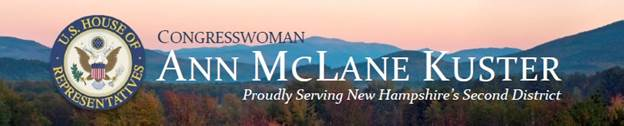 U.S. HOUSE OF
REPRESENTATIVES
CONGRESSWOMAN
ANN MCLANE KUSTER
Proudly Serving New Hampshire's Second District